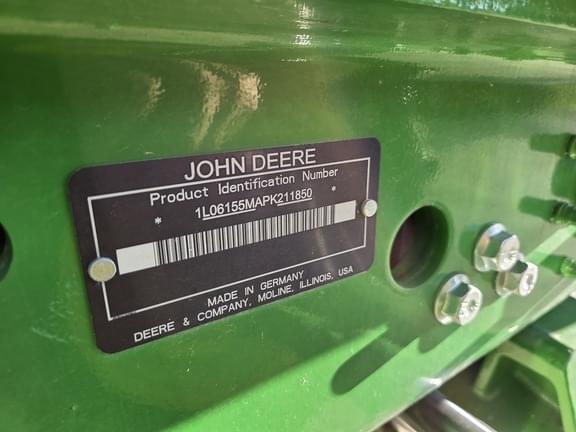 JOHN DEERE
Product Identification Number
* 1L06155MAPK211850 *
MADE IN GERMANY
DEERE & COMPANY, MOLINE, ILLINOIS, USA